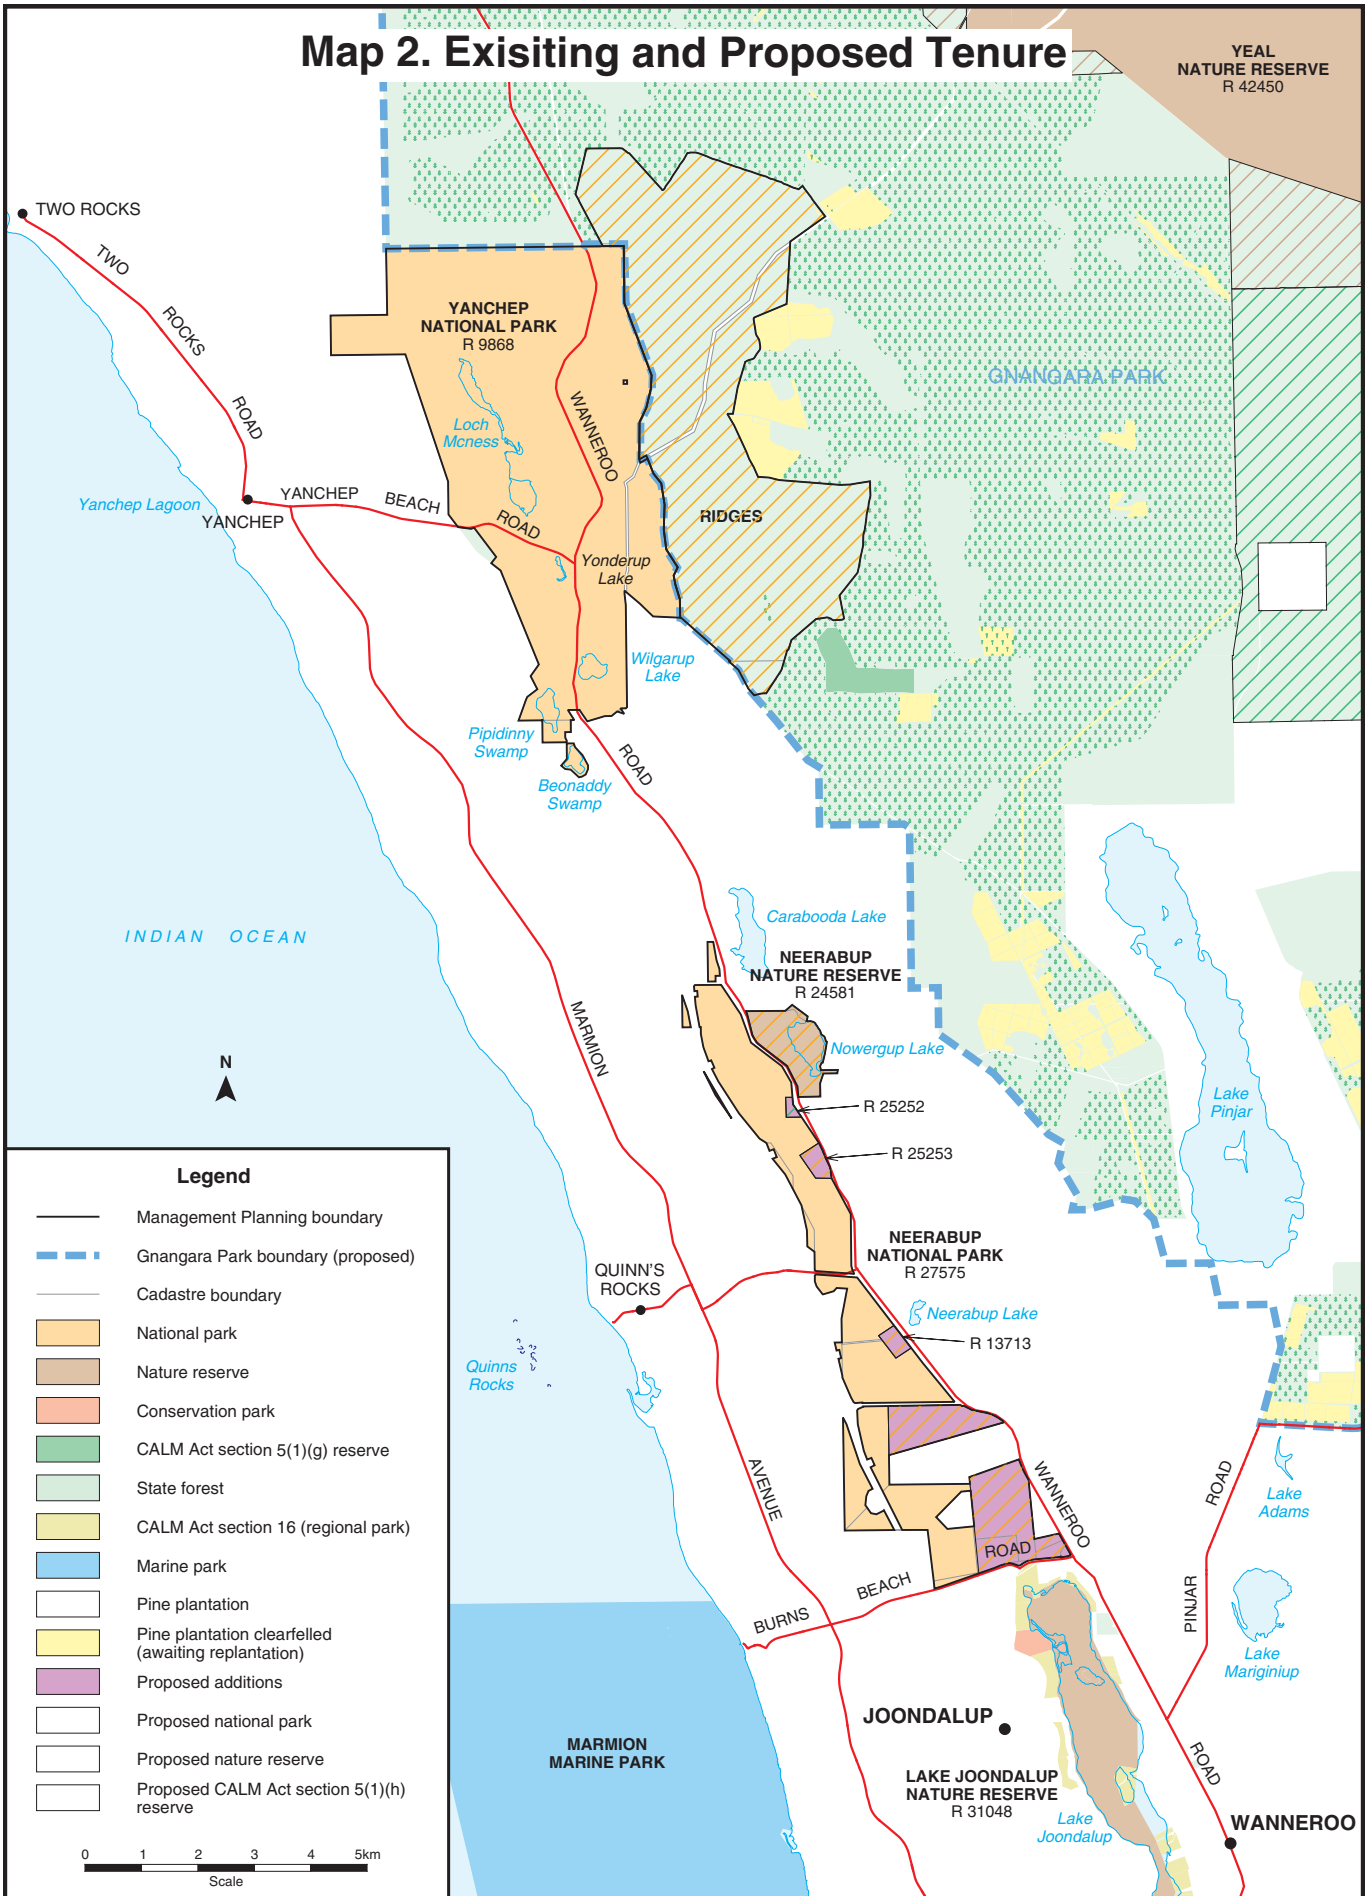 Map 2. Exisiting and Proposed Tenure
YEAL
NATURE RESERVE
R 42450
TWO ROCKS
TWO
ROCKS
ROAD
YANCHEP
NATIONAL PARK
R 9868
Loch
Mcness
WANNEROO
GNANGARA PARK
Yanchep Lagoon
YANCHEP
YANCHEP
BEACH
ROAD
RIDGES
Yonderup
Lake
Wilgarup
Lake
Pipidinny
Swamp
ROAD
Beonaddy
Swamp
Carabooda Lake
INDIAN OCEAN
NEERABUP
NATURE RESERVE
R 24581
MARMION
Nowergup Lake
N
R 25252
Lake
Pinjar
R 25253
NEERABUP
NATIONAL PARK
R 27575
QUINN'S
ROCKS
Neerabup Lake
R 13713
Quinns
Rocks
AVENUE
WANNEROO
ROAD
Lake
Adams
ROAD
BEACH
BURNS
PINJAR
Lake
Mariginiup
JOONDALUP
MARMION
MARINE PARK
ROAD
LAKE JOONDALUP
NATURE RESERVE
R 31048
Lake
Joondalup
WANNEROO
Legend
Management Planning boundary
Gnangara Park boundary (proposed)
Cadastre boundary
National park
Nature reserve
Conservation park
CALM Act section 5(1)(g) reserve
State forest
CALM Act section 16 (regional park)
Marine park
Pine plantation
Pine plantation clearfelled
(awaiting replantation)
Proposed additions
Proposed national park
Proposed nature reserve
Proposed CALM Act section 5(1)(h)
reserve
0 1 2 3 4 5km
Scale